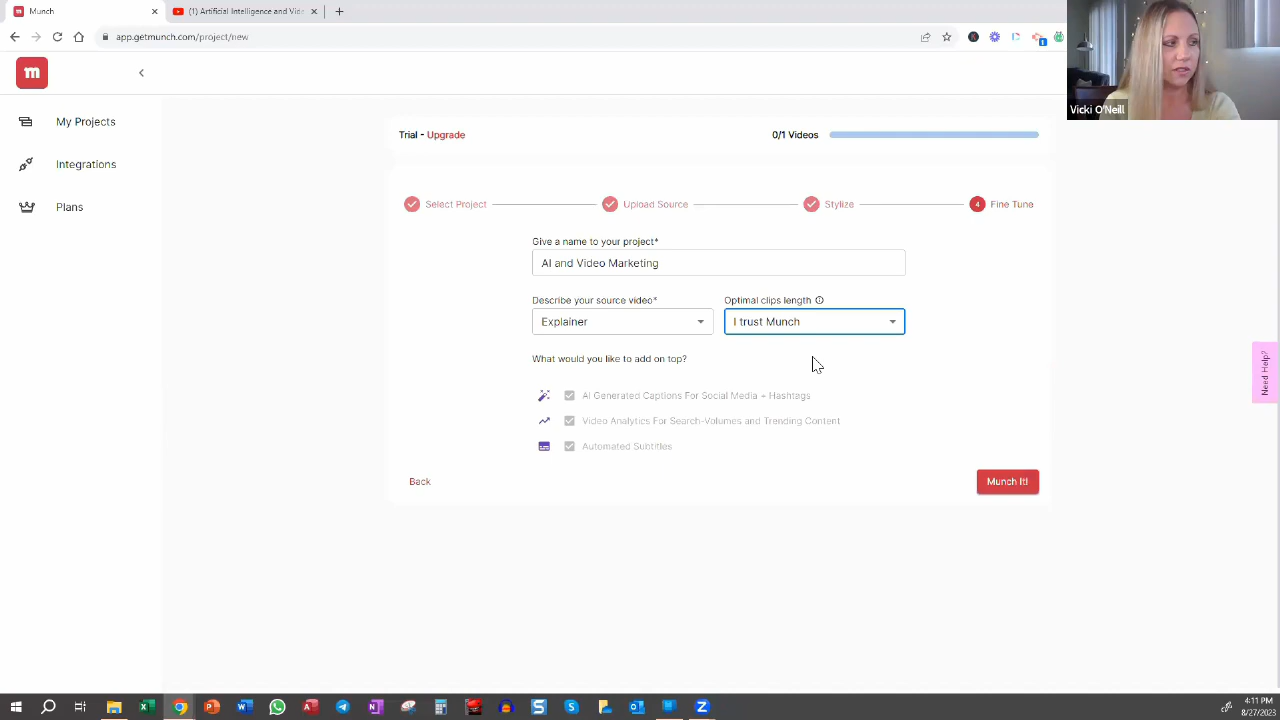 Munch
(1) Artificial Intelligence and Vide
app.getmunch.com/project/new
Vicki O'Neill
m
My Projects
Integrations
Plans
Trial - Upgrade
0/1 Videos
Select Project
Upload Source
Stylize
4
Fine Tune
Give a name to your project*
AI and Video Marketing
Describe your source video*
Optimal clips length
Explainer
I trust Munch
What would you like to add on top?
AI Generated Captions For Social Media + Hashtags
Video Analytics For Search-Volumes and Trending Content
Automated Subtitles
Back
Munch It!
Need Help?
4:11 PM
8/27/2023